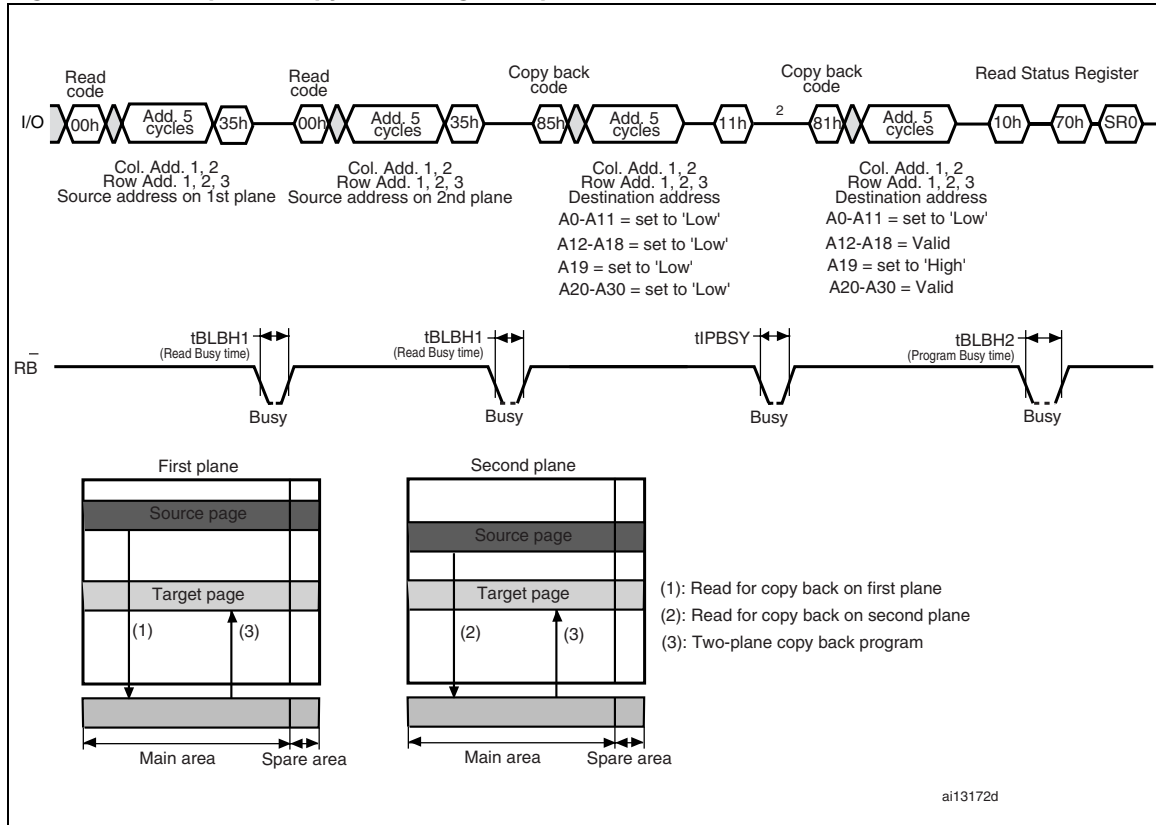 Read
code
Read
code
Copy back
code
Copy back
code
Read Status Register
I/O
00h
Add. 5
cycles
35h
00h
Add. 5
cycles
35h
85h
Add. 5
cycles
11h
2
81h
Add. 5
cycles
10h
70h
SR0
Col. Add. 1, 2
Row Add. 1, 2, 3
Source address on 1st plane
Col. Add. 1, 2
Row Add. 1, 2, 3
Source address on 2nd plane
Col. Add. 1, 2
Row Add. 1, 2, 3
Destination address
A0-A11 = set to 'Low'
A12-A18 = set to 'Low'
A19 = set to 'Low'
A20-A30 = set to 'Low'
Col. Add. 1, 2
Row Add. 1, 2, 3
Destination address
A0-A11 = set to 'Low'
A12-A18 = Valid
A19 = set to 'High'
A20-A30 = Valid
tBLBH1
(Read Busy time)
tBLBH1
(Read Busy time)
tIPBSY
tBLBH2
(Program Busy time)
RB
Busy
Busy
Busy
Busy
First plane
Source page
Target page
(1)
(3)
Main area
Spare area
Second plane
Source page
Target page
(2)
(3)
Main area
Spare area
(1): Read for copy back on first plane
(2): Read for copy back on second plane
(3): Two-plane copy back program
ai13172d